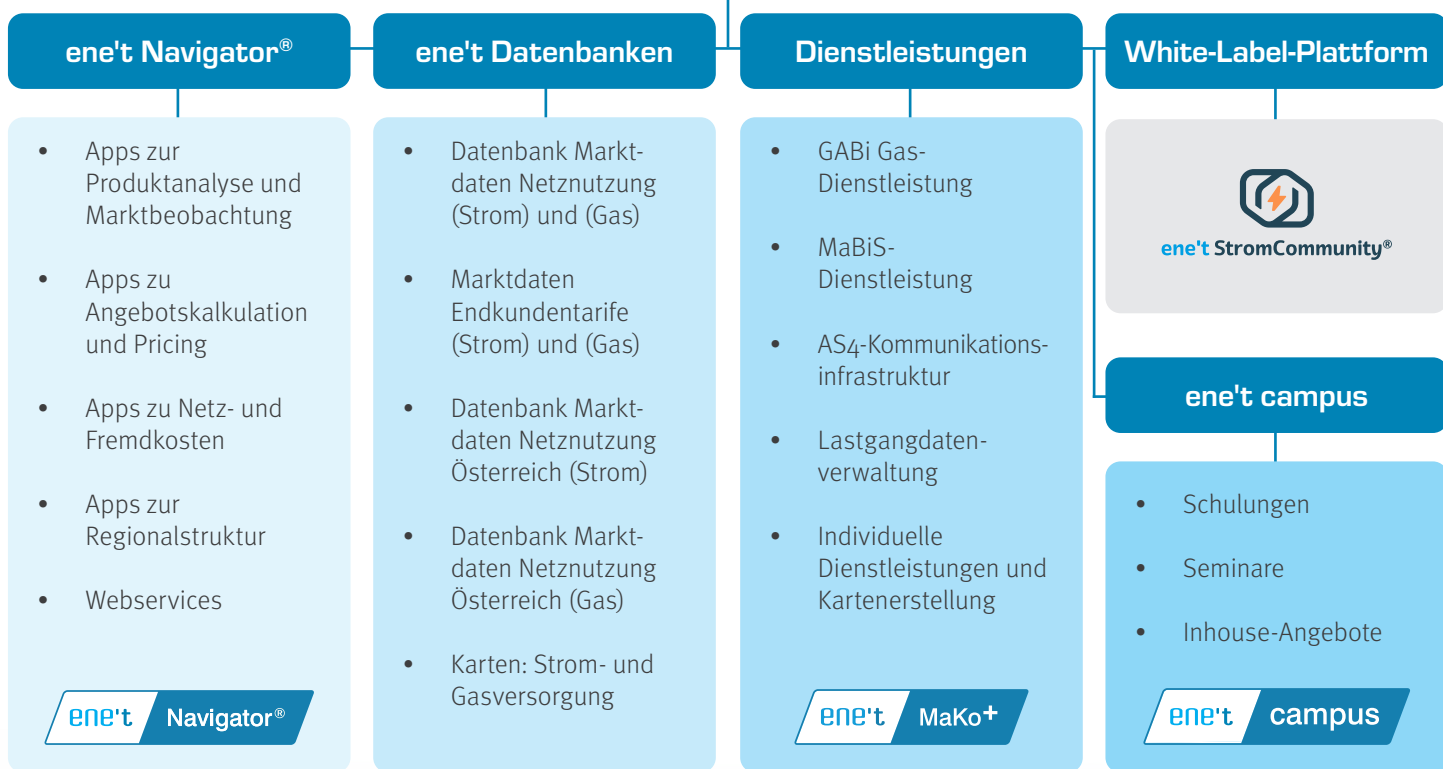 ene't Navigator®
Apps zur
Produktanalyse und
Marktbeobachtung
Apps zu
Angebotskalkulation
und Pricing
Apps zu Netz- und
Fremdkosten
Apps zur
Regionalstruktur
Webservices
ene't Navigator®
ene't Datenbanken
Datenbank Markt-
daten Netznutzung
(Strom) und (Gas)
Marktdaten
Endkundentarife
(Strom) und (Gas)
Datenbank Markt-
daten Netznutzung
Österreich (Strom)
Datenbank Markt-
daten Netznutzung
Österreich (Gas)
Karten: Strom- und
Gasversorgung
Dienstleistungen
GABi Gas-
Dienstleistung
MaBiS-
Dienstleistung
AS4-Kommunikations-
infrastruktur
Lastgangdaten-
verwaltung
Individuelle
Dienstleistungen und
Kartenerstellung
ene't MaKo+
White-Label-Plattform
ene't StromCommunity®
ene't campus
Schulungen
Seminare
Inhouse-Angebote
ene't campus